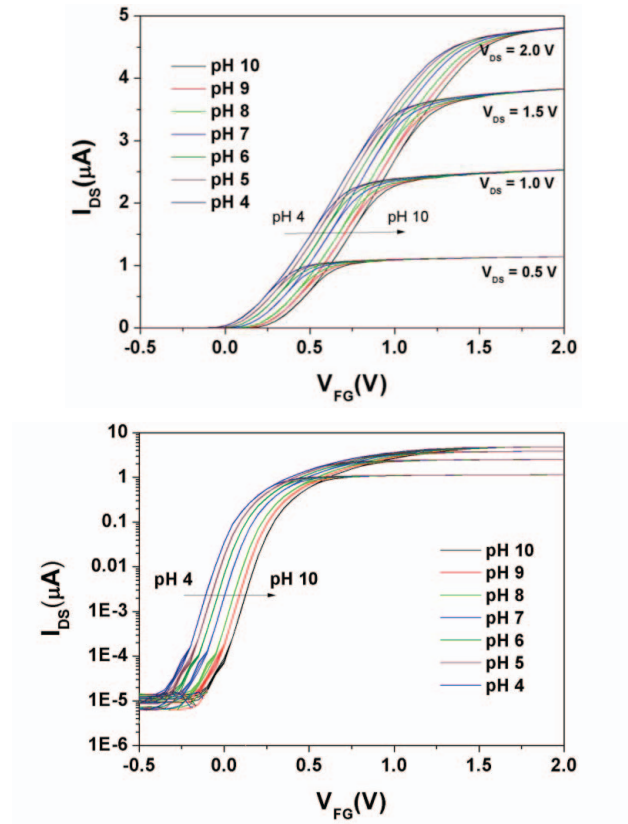 5
4
3
2
1
0
I_DS(μA)
pH 10
pH 9
pH 8
pH 7
pH 6
pH 5
pH 4
V_DS = 2.0 V
V_DS = 1.5 V
V_DS = 1.0 V
V_DS = 0.5 V
pH 4
pH 10
-0.5 0.0 0.5 1.0 1.5 2.0
V_FG(V)
10
1
0.1
0.01
1E-3
1E-4
1E-5
1E-6
I_DS(μA)
pH 4
pH 10
pH 10
pH 9
pH 8
pH 7
pH 6
pH 5
pH 4
-0.5 0.0 0.5 1.0 1.5 2.0
V_FG(V)